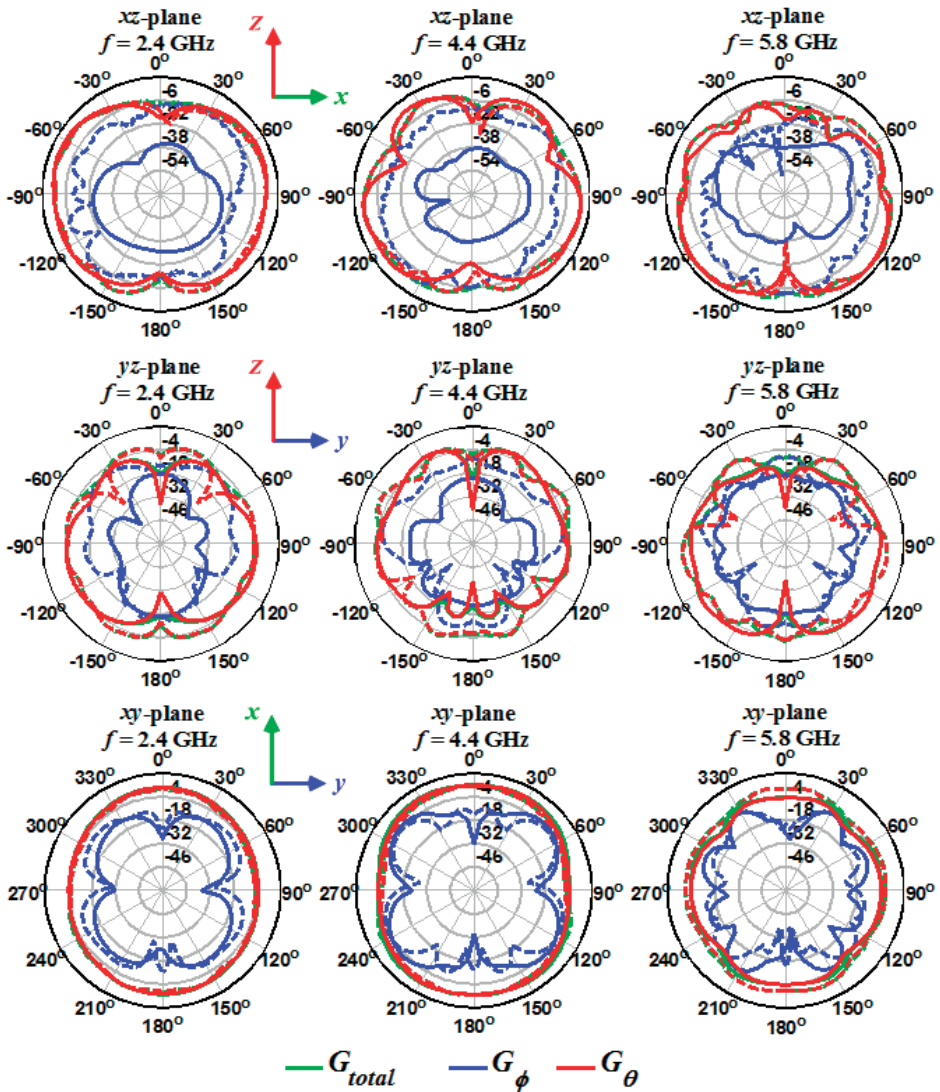 xz-plane xz-plane xz-plane
f = 2.4 GHz z f = 4.4 GHz f = 5.8 GHz
0° 0° 0°
-30° 30° -30° 30° -30° 30°
x
-6 -6 -6
-22 -22 -22
-60° 60° -60° 60° -60° 60°
-38 -38 -38
-54 -54 -54
-90° 90° -90° 90° -90° 90°
-120° 120° -120° 120° -120° 120°
-150° 150° -150° 150° -150° 150°
180° 180° 180°
yz-plane yz-plane yz-plane
f = 2.4 GHz z f = 4.4 GHz f = 5.8 GHz
0° 0° 0°
-30° 30° -30° 30° -30° 30°
y
-4 -4 -4
-18 -18 -18
-60° 60° -60° 60° -60° 60°
-32 -32 -32
-46 -46 -46
-90° 90° -90° 90° -90° 90°
-120° 120° -120° 120° -120° 120°
-150° 150° -150° 150° -150° 150°
180° 180° 180°
xy-plane x xy-plane xy-plane
f = 2.4 GHz f = 4.4 GHz f = 5.8 GHz
0° 0° 0°
330° 30° 330° 30° 330° 30°
y
-4 -4 -4
-18 -18 -18
300° 60° 300° 60° 300° 60°
-32 -32 -32
-46 -46 -46
270° 90° 270° 90° 270° 90°
240° 120° 240° 120° 240° 120°
210° 150° 210° 150° 210° 150°
180° 180° 180°
G_total G_ϕ G_θ